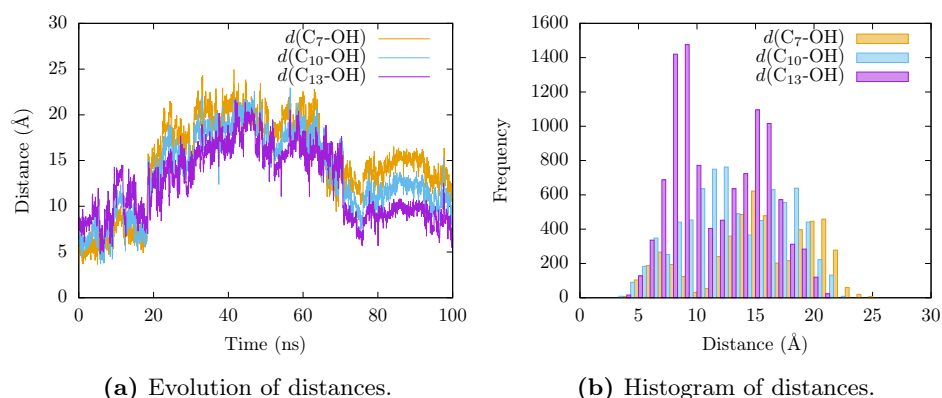 30
25
20
15
10
5
0
0 20 40 60 80 100
Distance (Å)
Time (ns)
d(C7-OH)
d(C10-OH)
d(C13-OH)
(a) Evolution of distances.
1600
1400
1200
1000
800
600
400
200
0
0 5 10 15 20 25 30
Frequency
Distance (Å)
d(C7-OH)
d(C10-OH)
d(C13-OH)
(b) Histogram of distances.